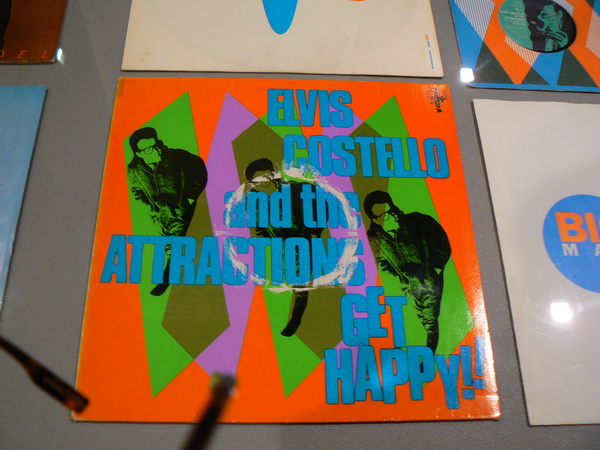 ELVIS
COSTELLO
and the
ATTRACTIONS
GET
HAPPY!!